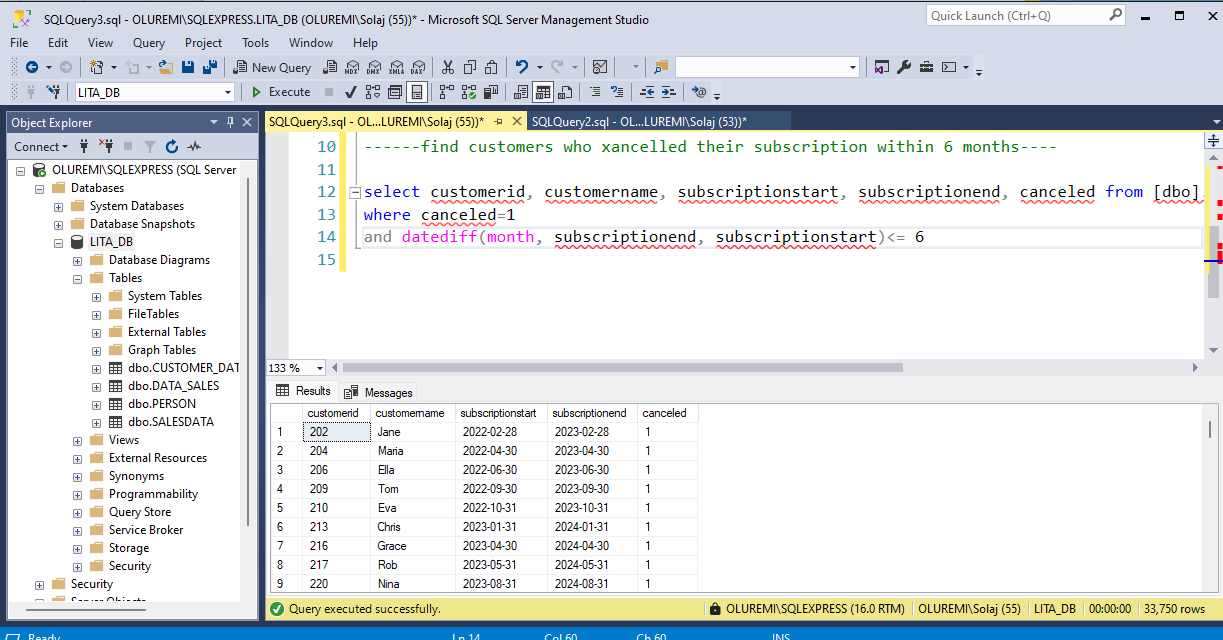 SQLQuery3.sql - OLUREMI\SQLEXPRESS.LITA_DB (OLUREMI\Solaj (55))* - Microsoft SQL Server Management Studio
Quick Launch (Ctrl+Q)
File Edit View Query Project Tools Window Help
New Query MDX DMX XMLA DAX
LITA_DB Execute
Object Explorer
SQLQuery3.sql - OL...LUREMI\Solaj (55))* SQLQuery2.sql - OL...LUREMI\Solaj (53))*
Connect
OLUREMI\SQLEXPRESS (SQL Server
Databases
System Databases
Database Snapshots
LITA_DB
Database Diagrams
Tables
System Tables
FileTables
External Tables
Graph Tables
dbo.CUSTOMER_DAT
dbo.DATA_SALES
dbo.PERSON
dbo.SALESDATA
Views
External Resources
Synonyms
Programmability
Query Store
Service Broker
Storage
Security
Security
Server Objects
10 ------find customers who xancelled their subscription within 6 months----
11
12 select customerid, customername, subscriptionstart, subscriptionend, canceled from [dbo].
13 where canceled=1
14 and datediff(month, subscriptionend, subscriptionstart)<= 6
15
133 %
Results Messages
customerid customername subscriptionstart subscriptionend canceled
1 202 Jane 2022-02-28 2023-02-28 1
2 204 Maria 2022-04-30 2023-04-30 1
3 206 Ella 2022-06-30 2023-06-30 1
4 209 Tom 2022-09-30 2023-09-30 1
5 210 Eva 2022-10-31 2023-10-31 1
6 213 Chris 2023-01-31 2024-01-31 1
7 216 Grace 2023-04-30 2024-04-30 1
8 217 Rob 2023-05-31 2024-05-31 1
9 220 Nina 2023-08-31 2024-08-31 1
Query executed successfully. OLUREMI\SQLEXPRESS (16.0 RTM) OLUREMI\Solaj (55) LITA_DB 00:00:00 33,750 rows
Ready Ln 14 Col 60 Ch 60 INS